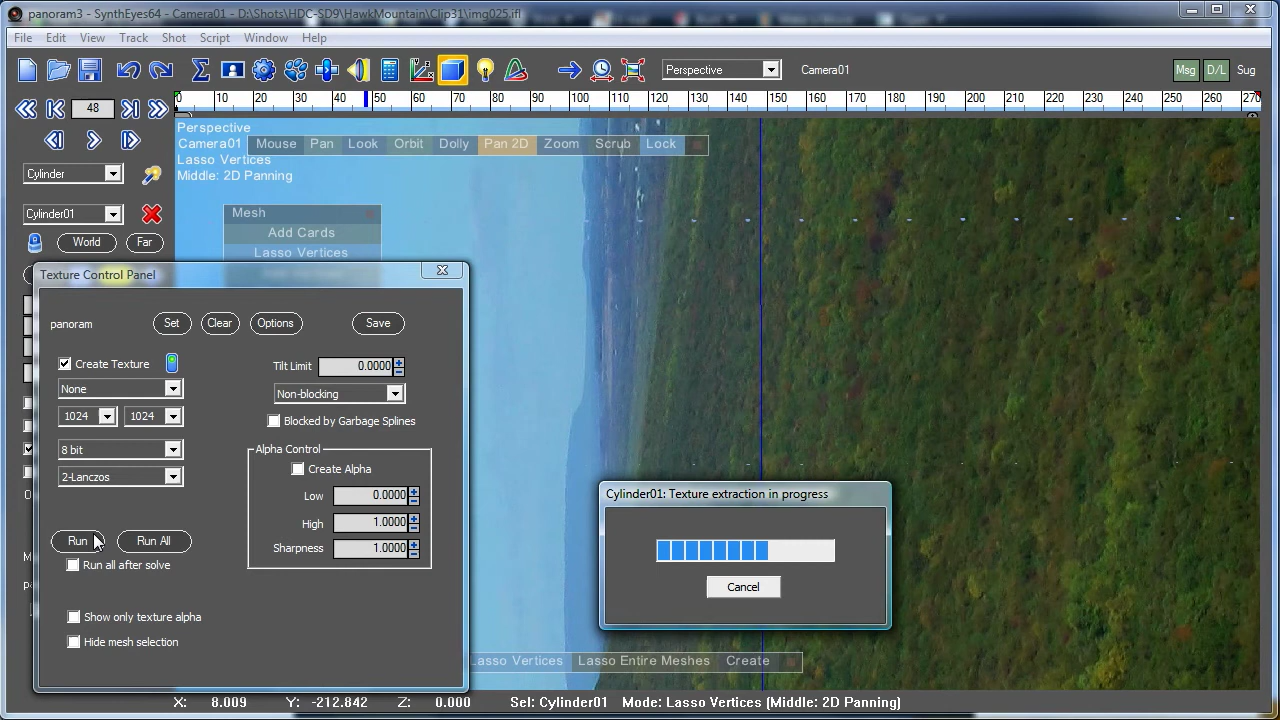 panoram3 - SynthEyes64 - Camera01 - D:\Shots\HDC-SD9\HawkMountain\Clip31\img025.ifl
File Edit View Track Shot Script Window Help
Perspective Camera01 Msg D/L Sug
48 0 10 20 30 40 50 60 70 80 90 100 110 120 130 140 150 160 170 180 190 200 210 220 230 240 250 260 270
Perspective
Camera01 Mouse Pan Look Orbit Dolly Pan 2D Zoom Scrub Lock
Lasso Vertices
Cylinder Middle: 2D Panning
Cylinder01 Mesh
Add Cards
World Far Lasso Vertices
Texture Control Panel
panoram Set Clear Options Save
Create Texture Tilt Limit 0.0000
None Non-blocking
1024 1024 Blocked by Garbage Splines
8 bit Alpha Control
2-Lanczos Create Alpha
Low 0.0000
High 1.0000
Run Run All Sharpness 1.0000
Run all after solve
Show only texture alpha
Hide mesh selection
Cylinder01: Texture extraction in progress
Cancel
Lasso Vertices Lasso Entire Meshes Create
X: 8.009 Y: -212.842 Z: 0.000 Sel: Cylinder01 Mode: Lasso Vertices (Middle: 2D Panning)